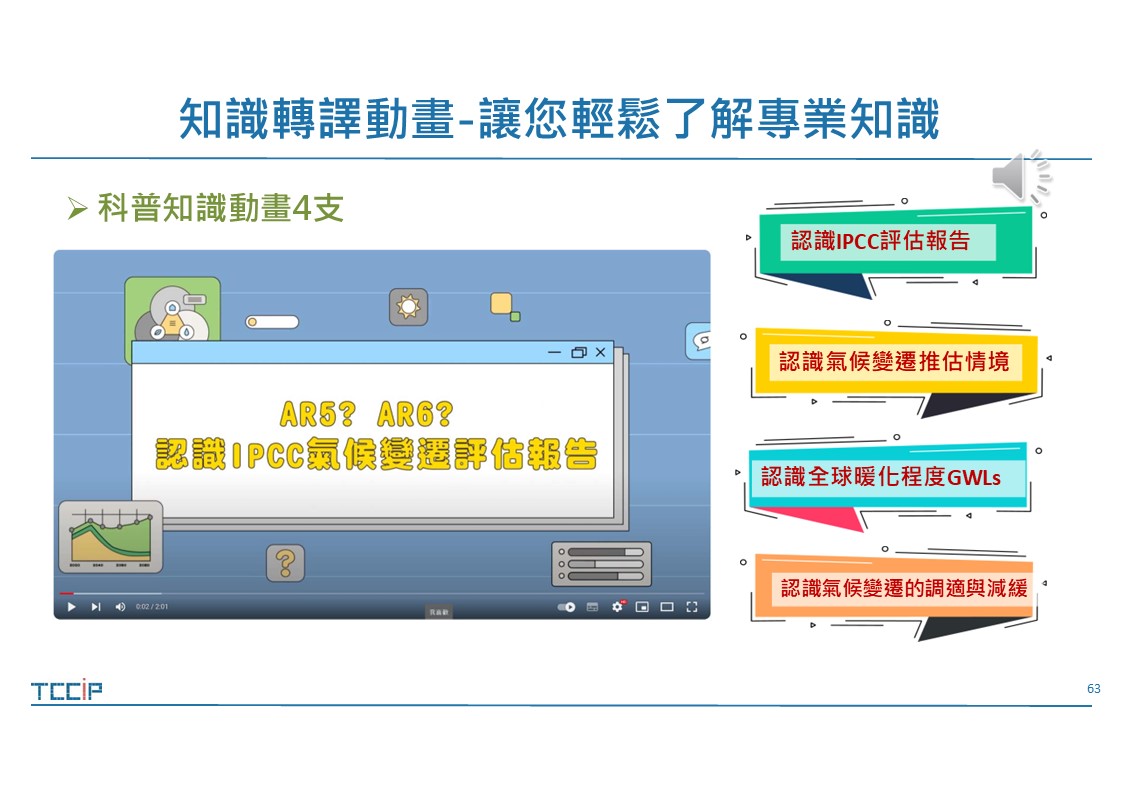 知識轉譯動畫-讓您輕鬆了解專業知識
科普知識動畫4支
AR5? AR6?
認識IPCC氣候變遷評估報告
0:02 / 2:01
認識IPCC評估報告
認識氣候變遷推估情境
認識全球暖化程度GWLs
認識氣候變遷的調適與減緩
TCCIP
63